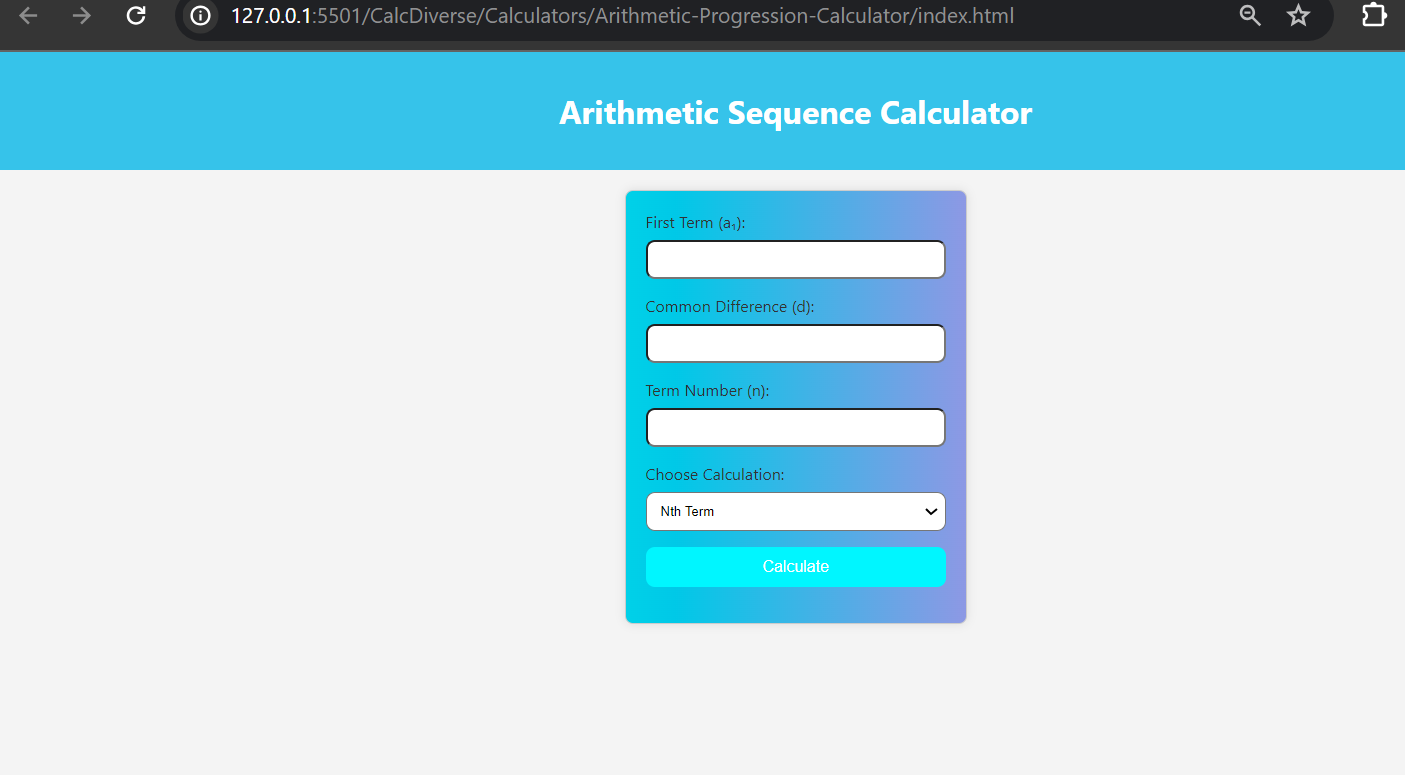 127.0.0.1:5501/CalcDiverse/Calculators/Arithmetic-Progression-Calculator/index.html
Arithmetic Sequence Calculator
First Term (a₁):
Common Difference (d):
Term Number (n):
Choose Calculation:
Nth Term
Calculate